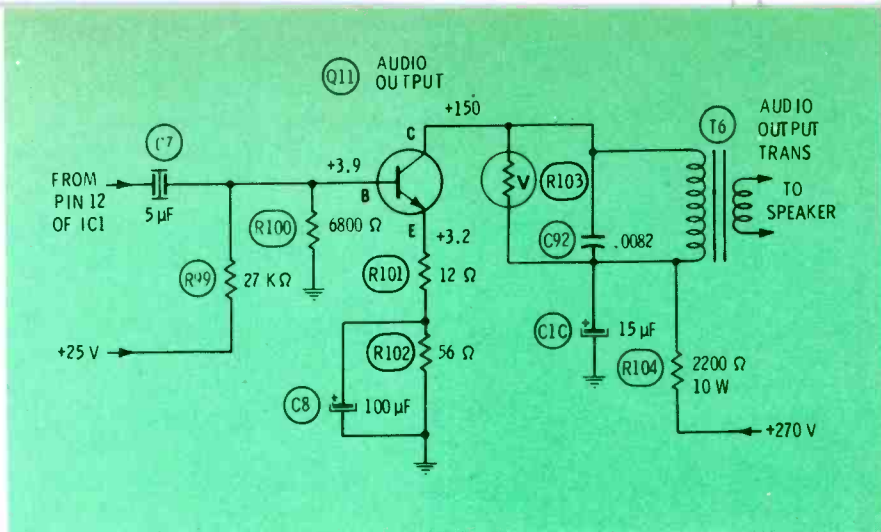 Q11 AUDIO
OUTPUT
+150
C
T6
AUDIO
OUTPUT
TRANS
TO
SPEAKER
C7
FROM
PIN 12
OF IC1
5 µF
+3.9
B
V
R103
E
R100
6800 Ω
+3.2
C92
.0082
R99
27 KΩ
R101
12 Ω
+25 V
R102
56 Ω
+
C1C
15 µF
R104
2200 Ω
10 W
+
C8
100 µF
+270 V